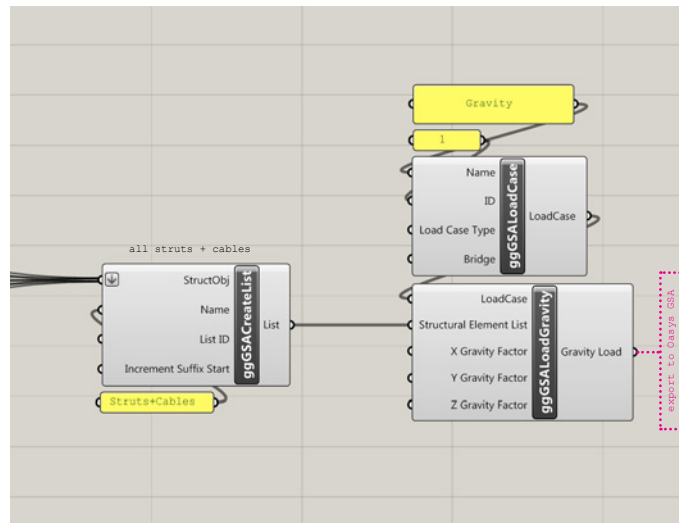 Gravity
1
Name
ID
Load Case Type
Bridge
ggGSALoadCase
LoadCase
all struts + cables
StructObj
Name
List ID
Increment Suffix Start
ggGSACreateList
List
Struts+Cables
LoadCase
Structural Element List
X Gravity Factor
Y Gravity Factor
Z Gravity Factor
ggGSALoadGravity
Gravity Load
export to Oasys GSA